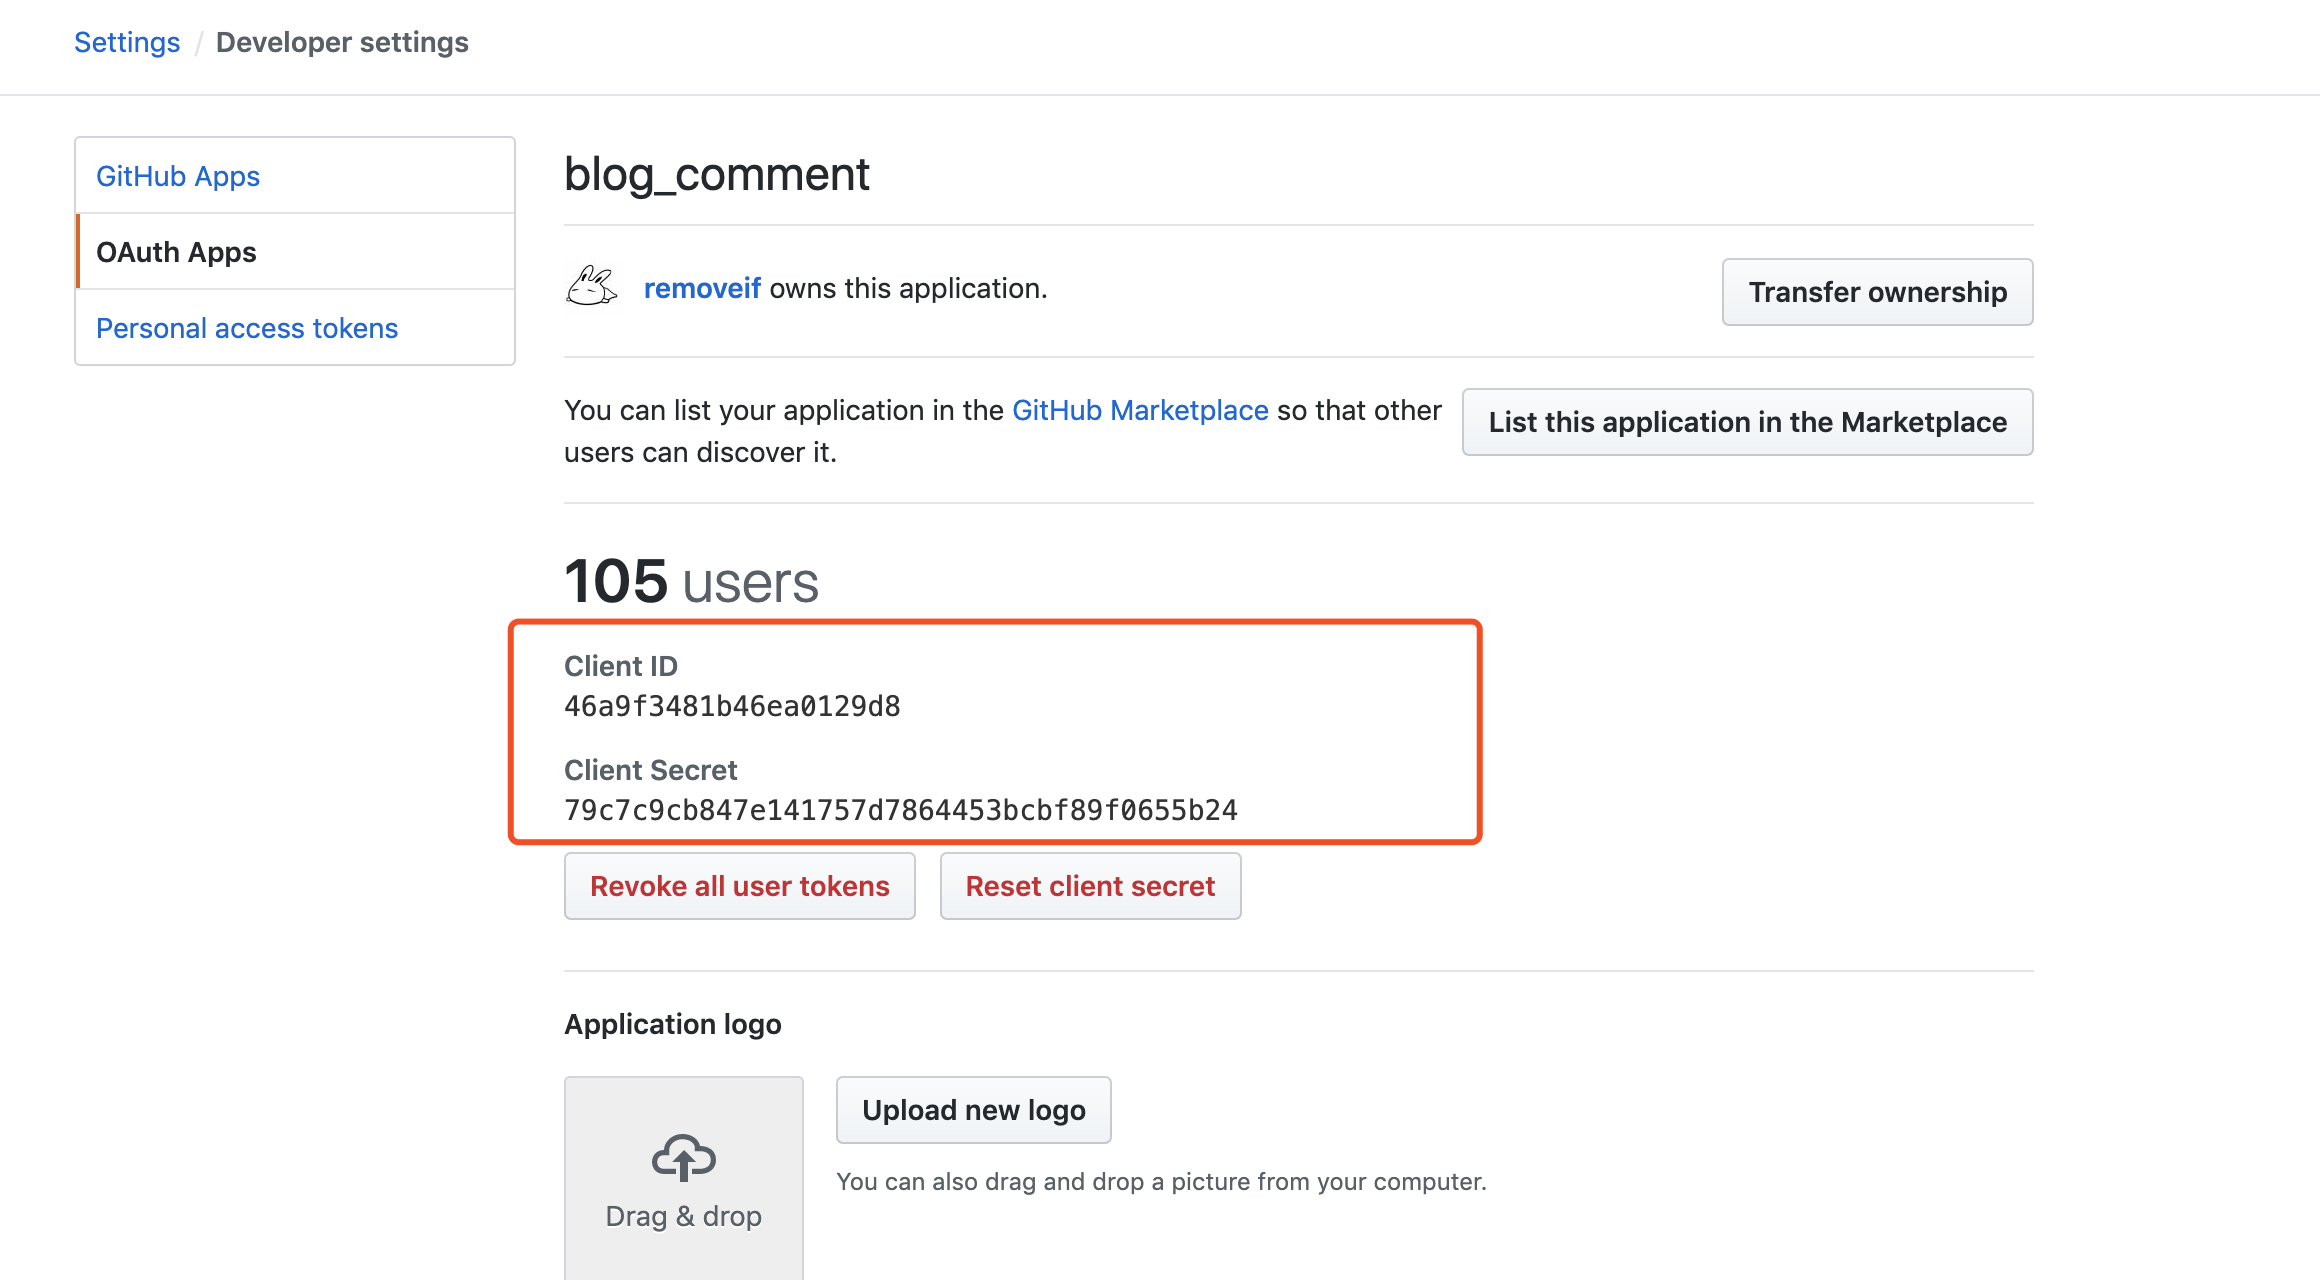 Settings / Developer settings
GitHub Apps
OAuth Apps
Personal access tokens
blog_comment
removeif owns this application.
Transfer ownership
You can list your application in the GitHub Marketplace so that other
users can discover it.
List this application in the Marketplace
105 users
Client ID
46a9f3481b46ea0129d8
Client Secret
79c7c9cb847e141757d7864453bcbf89f0655b24
Revoke all user tokens
Reset client secret
Application logo
Drag & drop
Upload new logo
You can also drag and drop a picture from your computer.